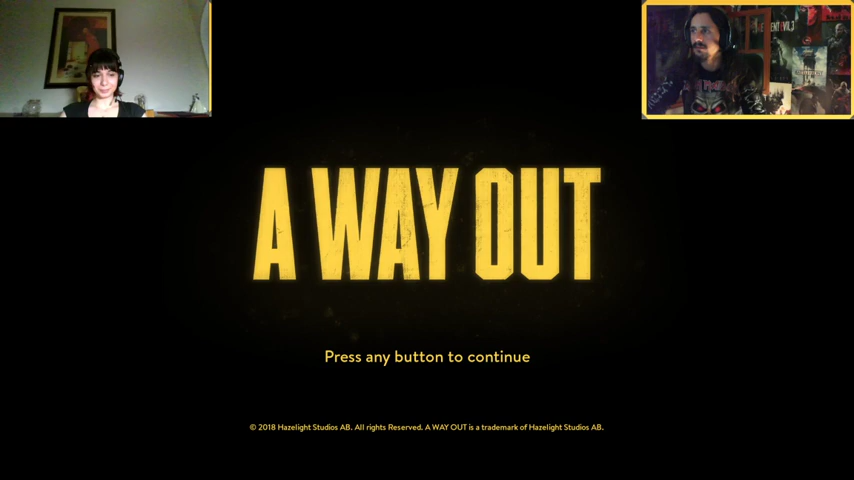 A WAY OUT
Press any button to continue
© 2018 Hazelight Studios AB. All rights Reserved. A WAY OUT is a trademark of Hazelight Studios AB.